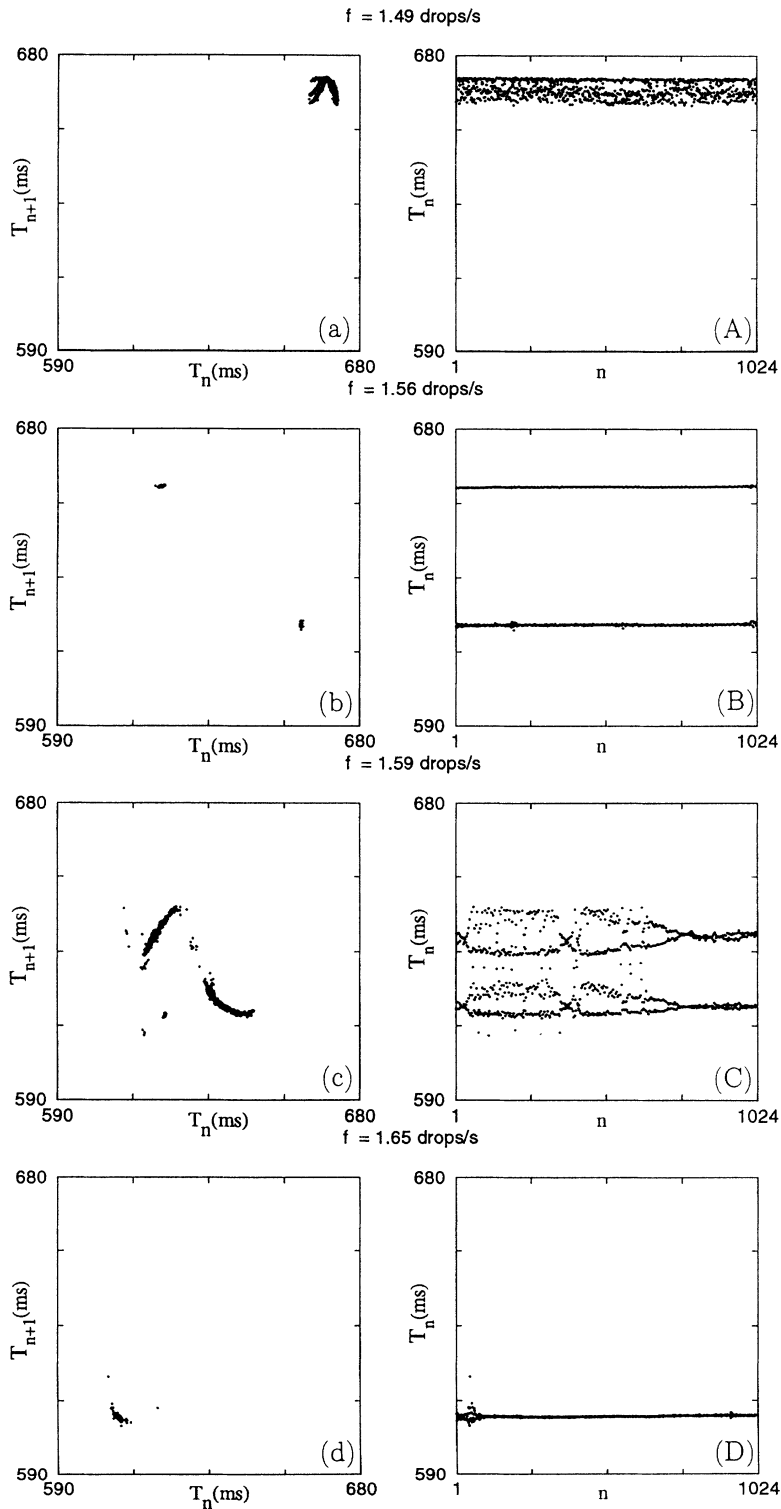 f = 1.49 drops/s
680
T_{n+1}(ms)
(a)
590
590
T_n(ms)
680
680
T_n(ms)
(A)
590
1
n
1024
f = 1.56 drops/s
680
T_{n+1}(ms)
(b)
590
590
T_n(ms)
680
680
T_n(ms)
(B)
590
1
n
1024
f = 1.59 drops/s
680
T_{n+1}(ms)
(c)
590
590
T_n(ms)
680
680
T_n(ms)
(C)
590
1
n
1024
f = 1.65 drops/s
680
T_{n+1}(ms)
(d)
590
590
T_n(ms)
680
680
T_n(ms)
(D)
590
1
n
1024